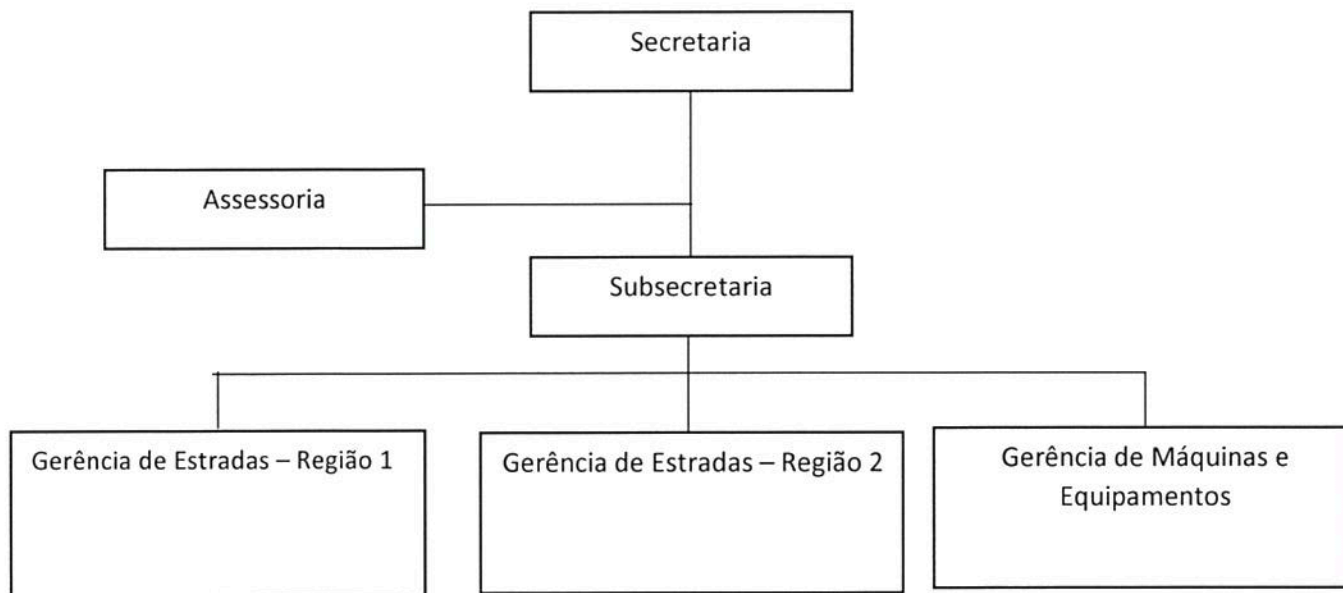 Secretaria
Assessoria
Subsecretaria
Gerência de Estradas – Região 1
Gerência de Estradas – Região 2
Gerência de Máquinas e
Equipamentos